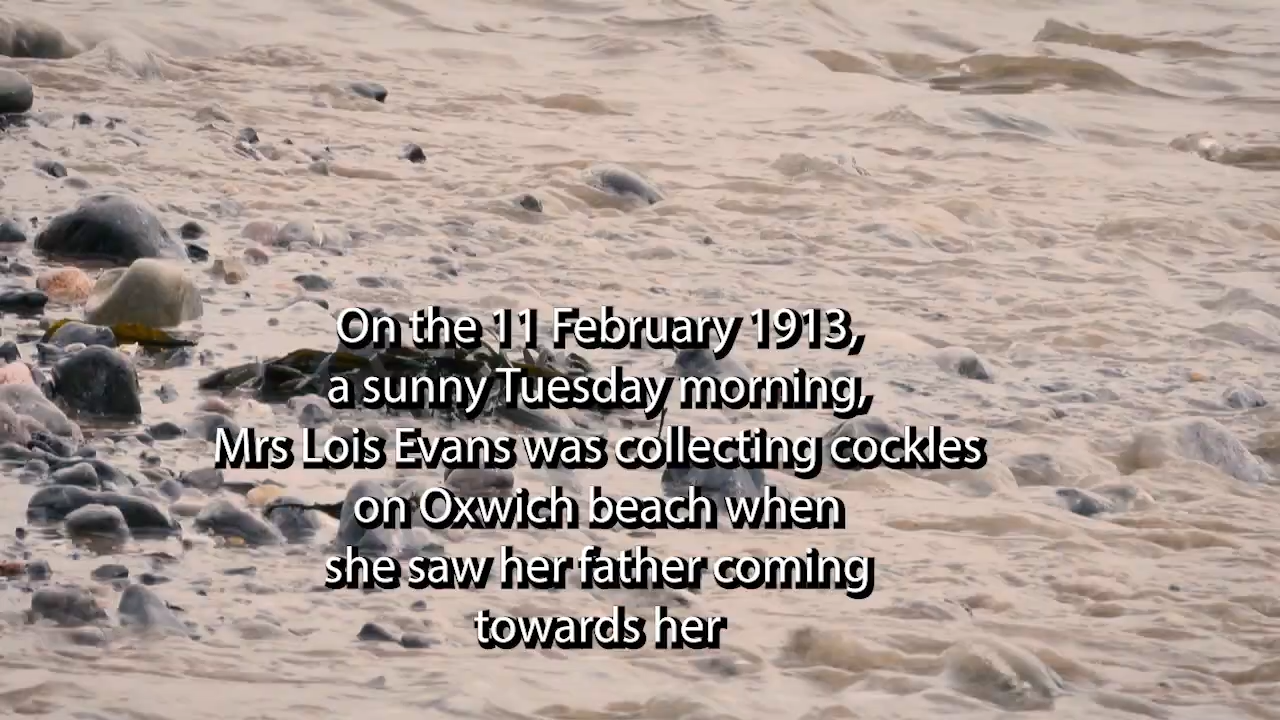 On the 11 February 1913,
a sunny Tuesday morning,
Mrs Lois Evans was collecting cockles
on Oxwich beach when
she saw her father coming
towards her